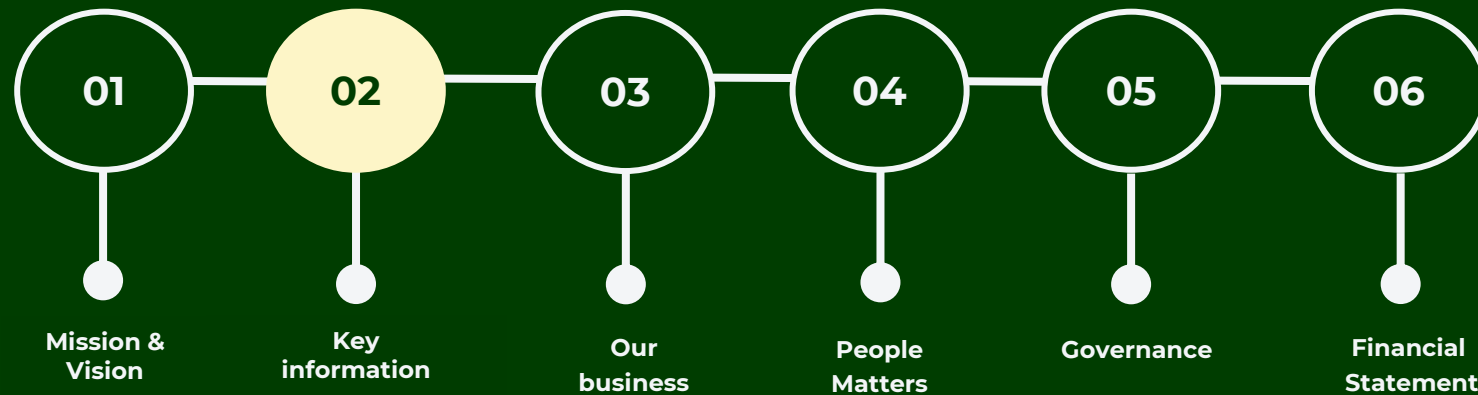 01
02
03
04
05
06
Mission &
Vision
Key
information
Our
business
People
Matters
Governance
Financial
Statement